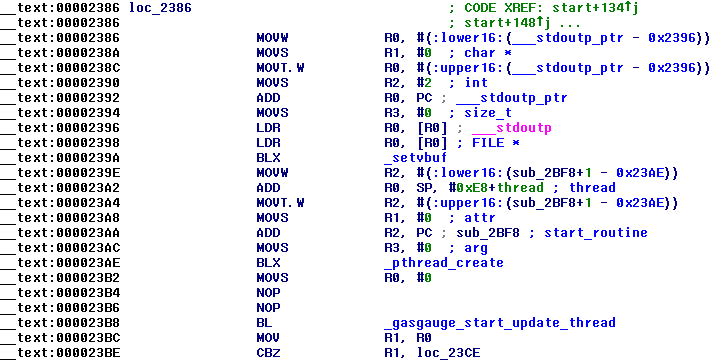 __text:00002386 loc_2386 ; CODE XREF: start+134↑j
__text:00002386 ; start+148↑j ...
__text:00002386 MOVW R0, #(:lower16:(___stdoutp_ptr - 0x2396))
__text:0000238A MOVS R1, #0 ; char *
__text:0000238C MOVT.W R0, #(:upper16:(___stdoutp_ptr - 0x2396))
__text:00002390 MOVS R2, #2 ; int
__text:00002392 ADD R0, PC ; ___stdoutp_ptr
__text:00002394 MOVS R3, #0 ; size_t
__text:00002396 LDR R0, [R0] ; ___stdoutp
__text:00002398 LDR R0, [R0] ; FILE *
__text:0000239A BLX _setvbuf
__text:0000239E MOVW R2, #(:lower16:(sub_2BF8+1 - 0x23AE))
__text:000023A2 ADD R0, SP, #0xE8+thread ; thread
__text:000023A4 MOVT.W R2, #(:upper16:(sub_2BF8+1 - 0x23AE))
__text:000023A8 MOVS R1, #0 ; attr
__text:000023AA ADD R2, PC ; sub_2BF8 ; start_routine
__text:000023AC MOVS R3, #0 ; arg
__text:000023AE BLX _pthread_create
__text:000023B2 MOVS R0, #0
__text:000023B4 NOP
__text:000023B6 NOP
__text:000023B8 BL _gasgauge_start_update_thread
__text:000023BC MOV R1, R0
__text:000023BE CBZ R1, loc_23CE